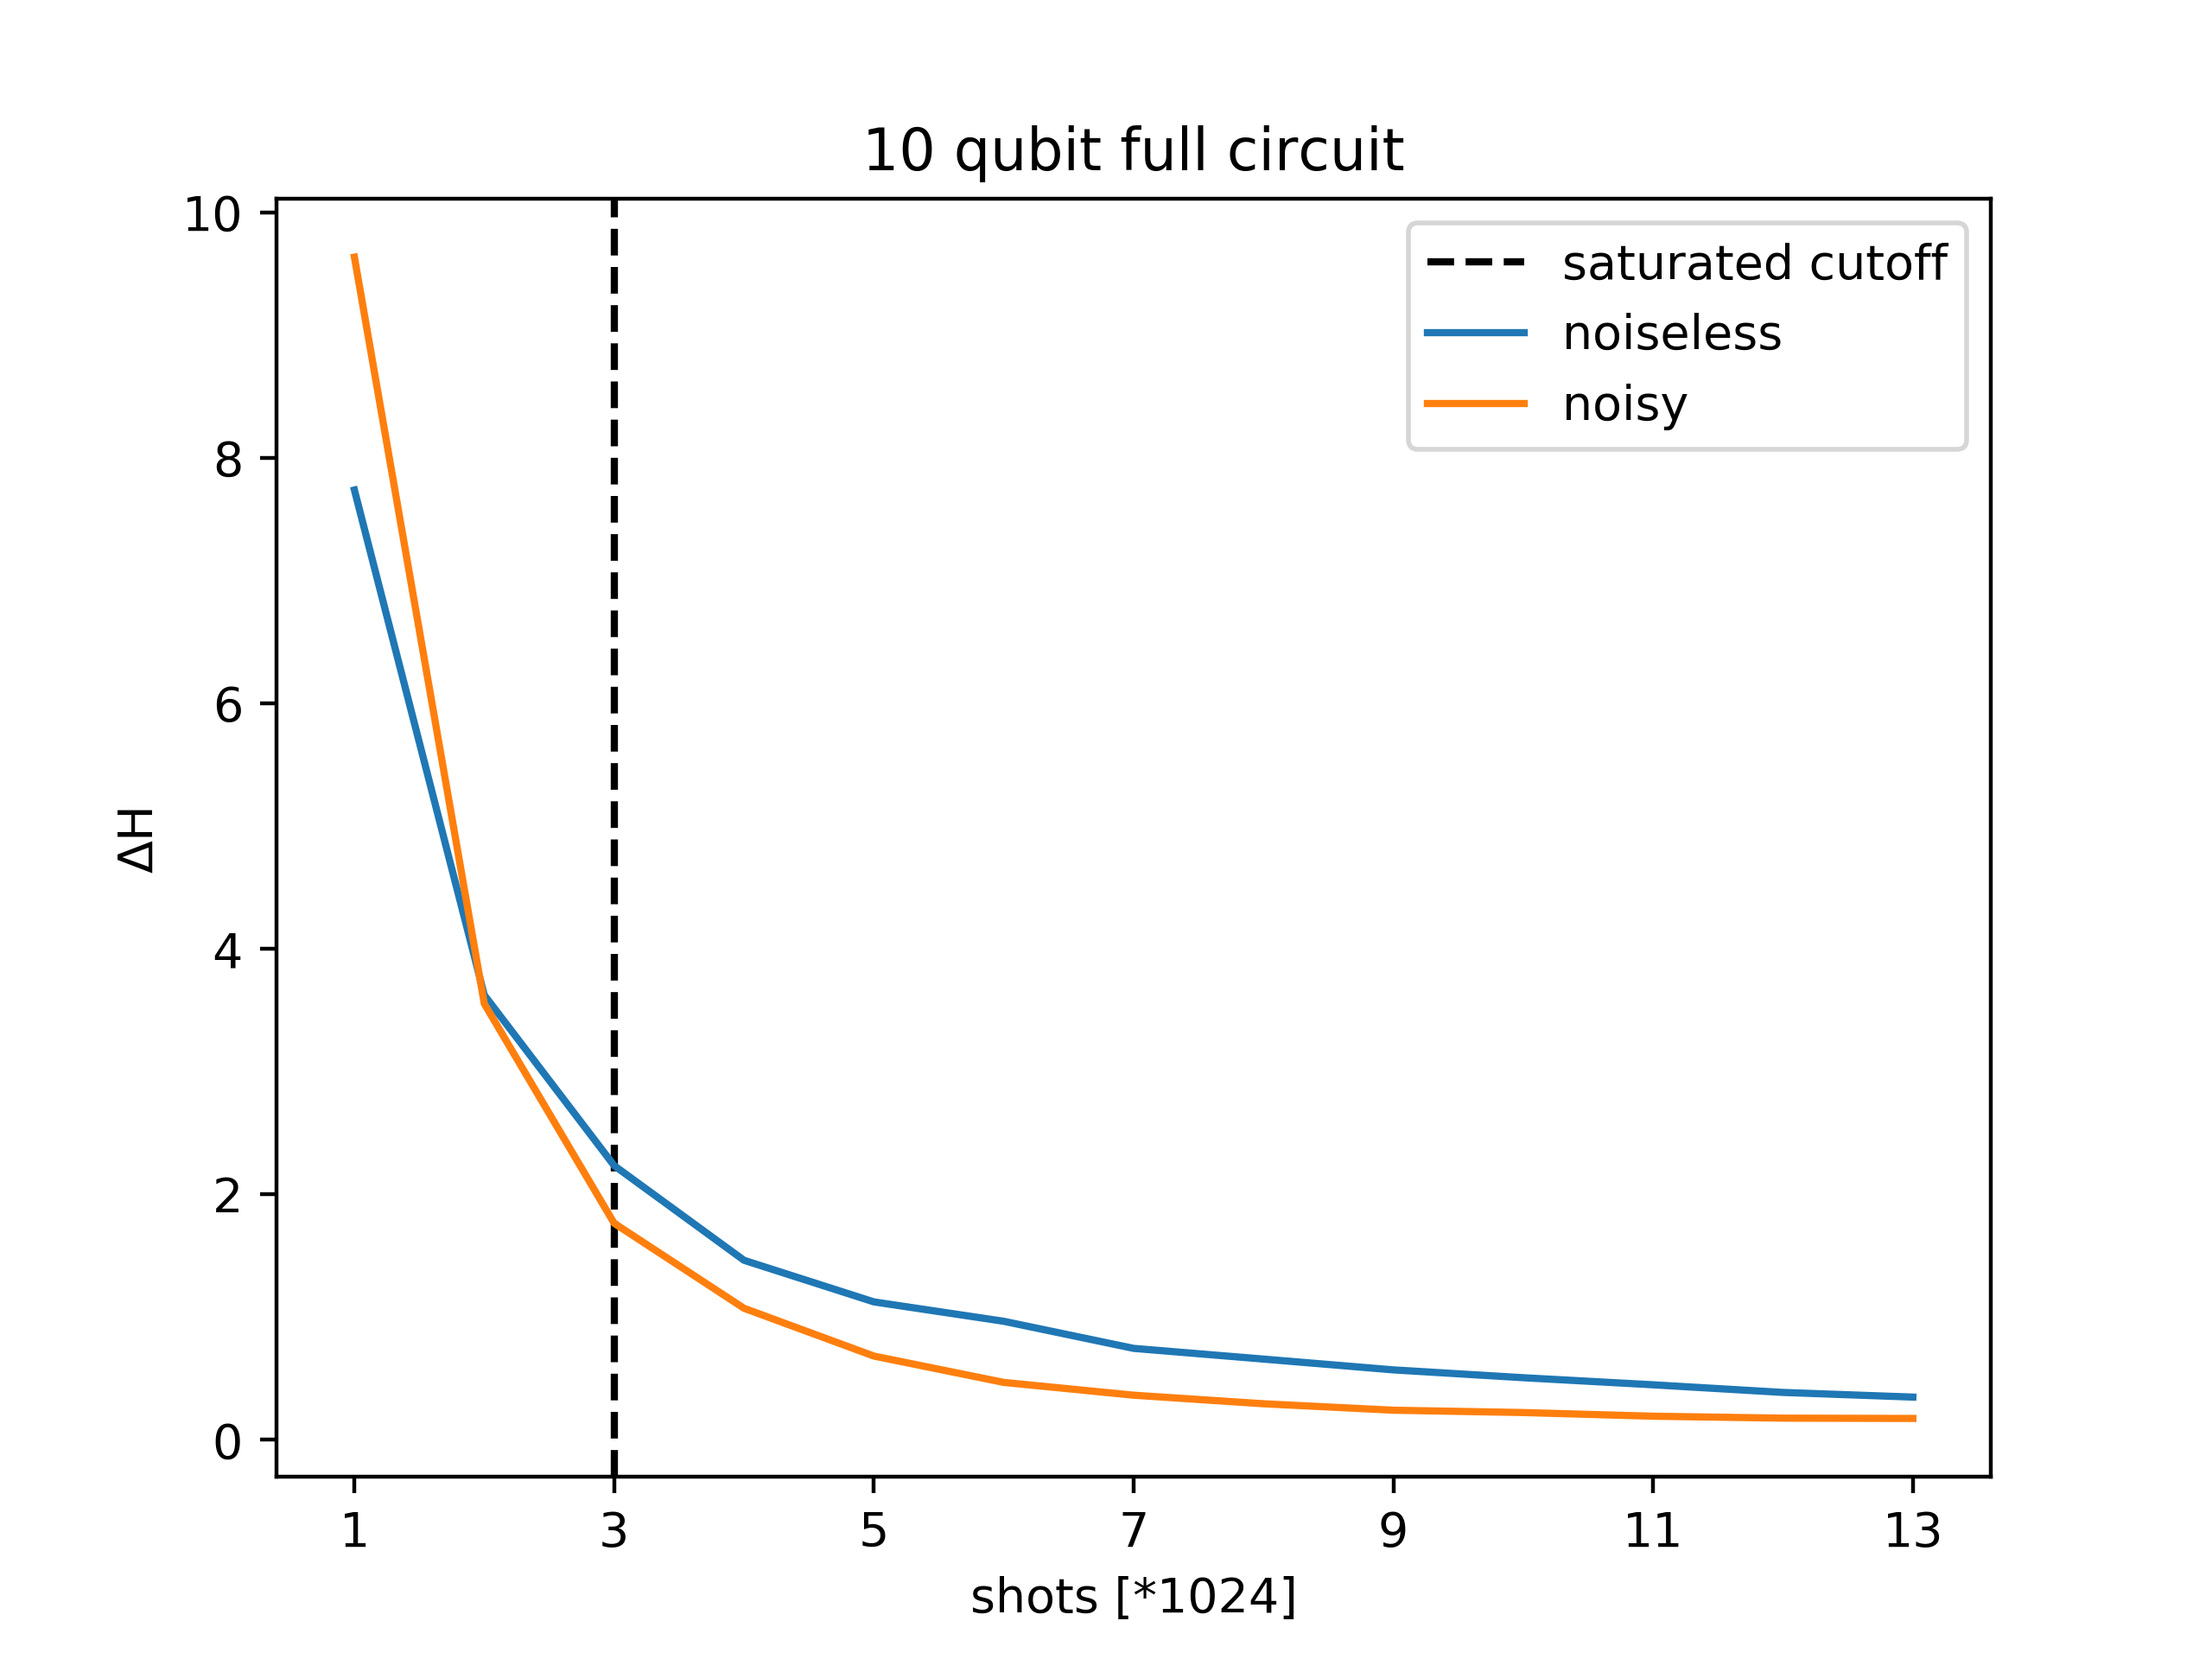 10 qubit full circuit
10
8
6
4
2
0
ΔH
saturated cutoff
noiseless
noisy
1 3 5 7 9 11 13
shots [*1024]